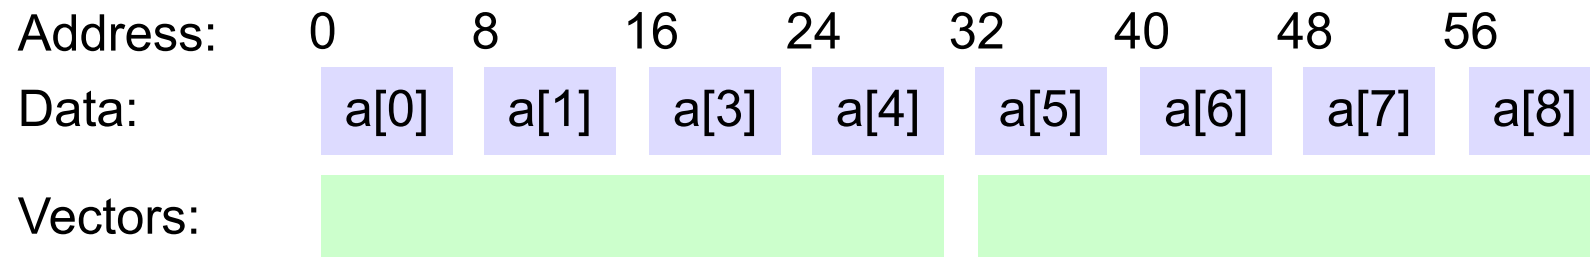 Address: 0 8 16 24 32 40 48 56
Data: a[0] a[1] a[3] a[4] a[5] a[6] a[7] a[8]
Vectors: